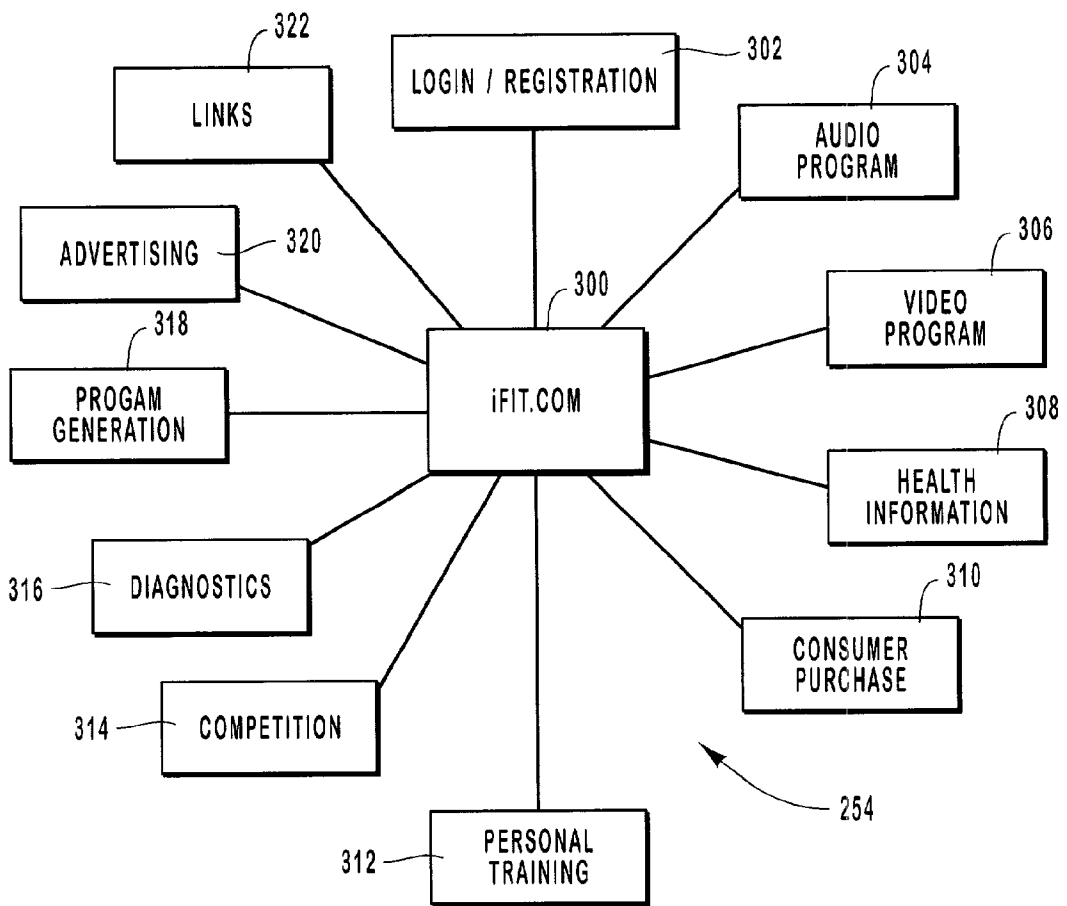 322
LINKS
LOGIN / REGISTRATION
302
304
AUDIO
PROGRAM
ADVERTISING
320
306
VIDEO
PROGRAM
300
iFIT.COM
318
PROGAM
GENERATION
308
HEALTH
INFORMATION
316
DIAGNOSTICS
310
CONSUMER
PURCHASE
314
COMPETITION
254
312
PERSONAL
TRAINING